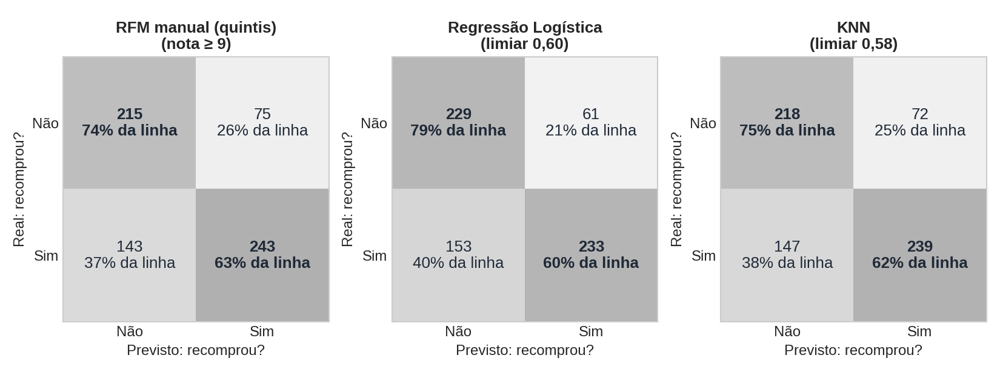 RFM manual (quintis)
(nota ≥ 9)
Real: recomprou?
Não
215
74% da linha
75
26% da linha
Sim
143
37% da linha
243
63% da linha
Não
Sim
Previsto: recomprou?
Regressão Logística
(limiar 0,60)
Real: recomprou?
Não
229
79% da linha
61
21% da linha
Sim
153
40% da linha
233
60% da linha
Não
Sim
Previsto: recomprou?
KNN
(limiar 0,58)
Real: recomprou?
Não
218
75% da linha
72
25% da linha
Sim
147
38% da linha
239
62% da linha
Não
Sim
Previsto: recomprou?